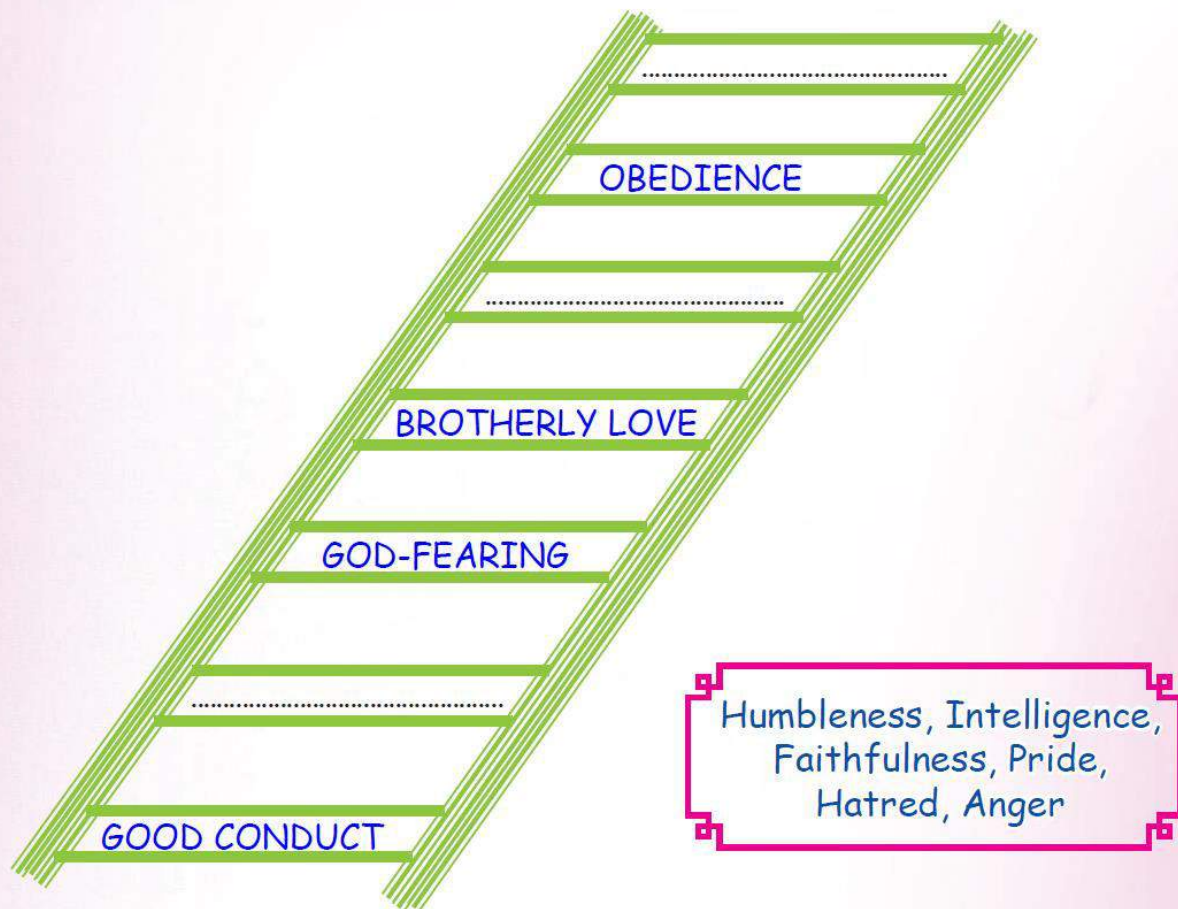 ................................................
OBEDIENCE
...............................................
BROTHERLY LOVE
GOD-FEARING
.................................................
GOOD CONDUCT
Humbleness, Intelligence,
Faithfulness, Pride,
Hatred, Anger